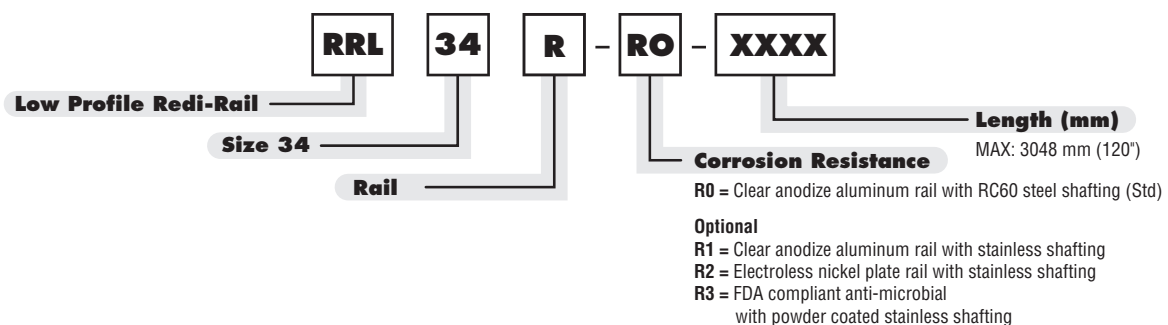 RRL 34 R - RO - XXXX
Low Profile Redi-Rail
Length (mm)
MAX: 3048 mm (120")
Size 34
Corrosion Resistance
Rail
R0 = Clear anodize aluminum rail with RC60 steel shafting (Std)
Optional
R1 = Clear anodize aluminum rail with stainless shafting
R2 = Electroless nickel plate rail with stainless shafting
R3 = FDA compliant anti-microbial
with powder coated stainless shafting